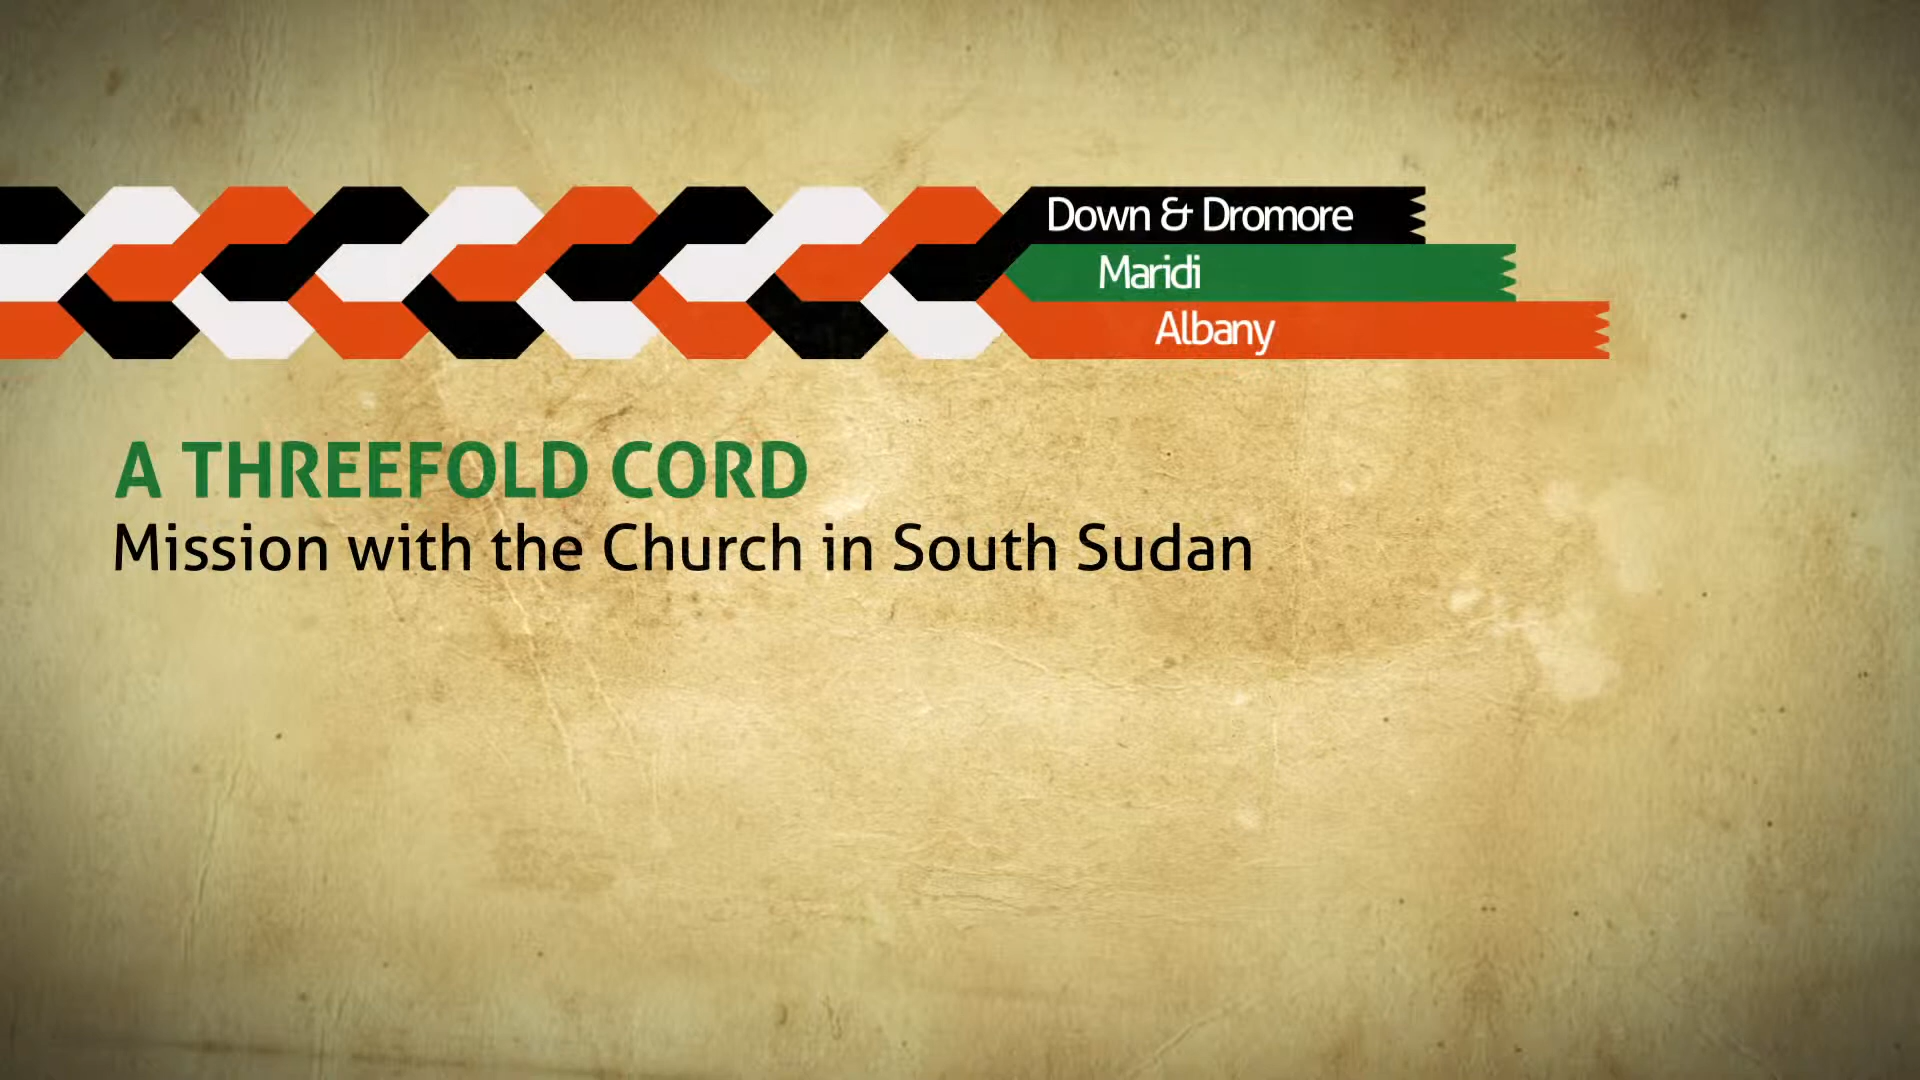 Down & Dromore
Maridi
Albany
A THREEFOLD CORD
Mission with the Church in South Sudan